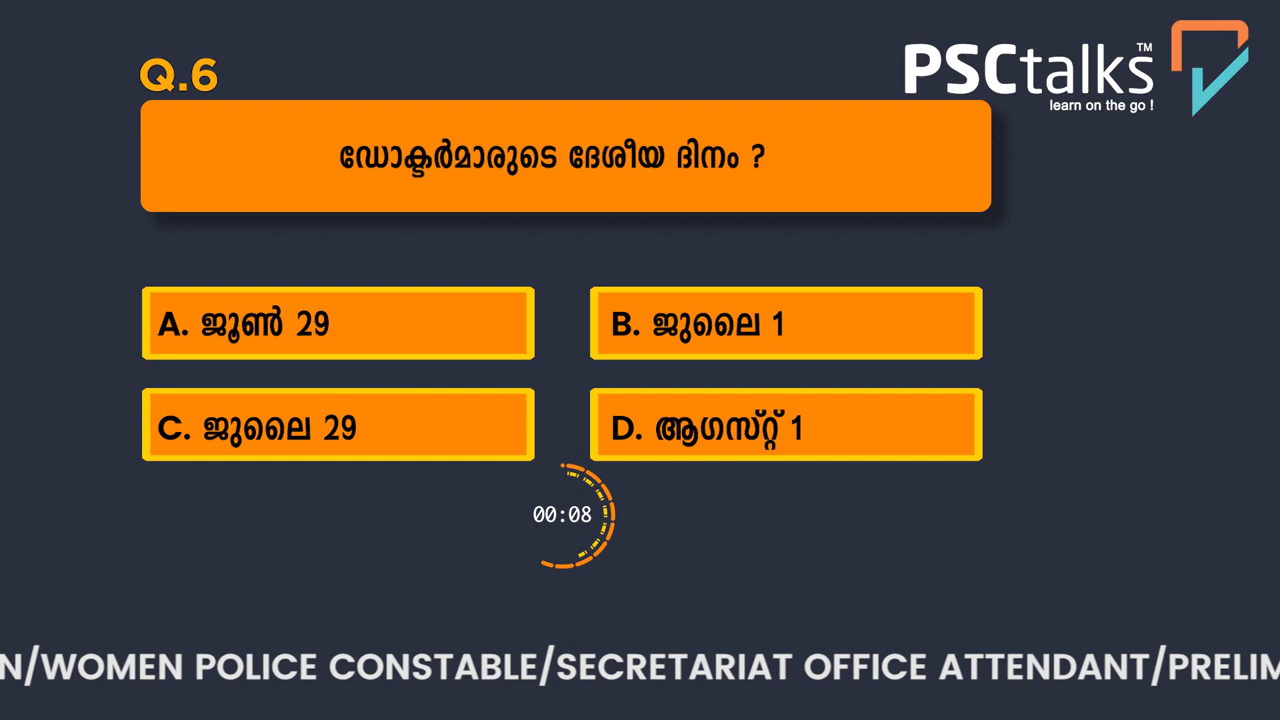 PSCtalks™
learn on the go !
Q.6
ഡോക്ടർമാരുടെ ദേശീയ ദിനം ?
A. ജൂൺ 29
B. ജുലൈ 1
C. ജുലൈ 29
D. ആഗസ്റ്റ് 1
00:08
N/WOMEN POLICE CONSTABLE/SECRETARIAT OFFICE ATTENDANT/PRELIM